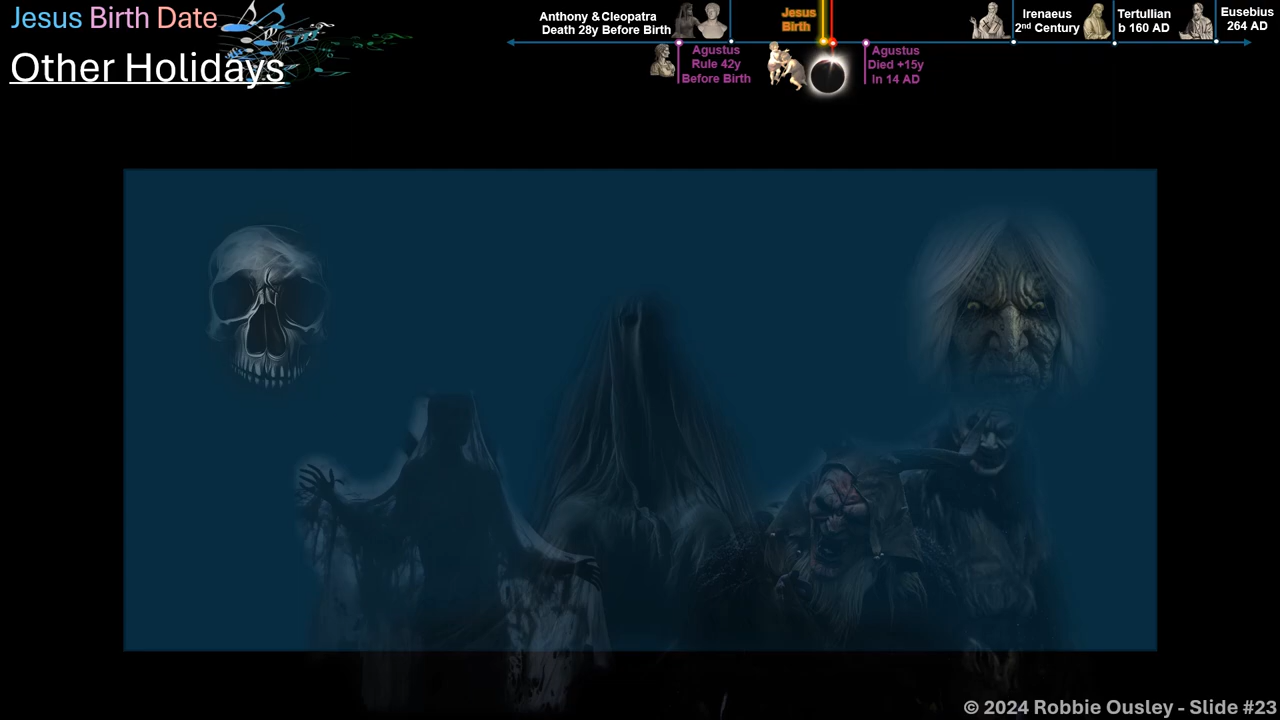 Jesus Birth Date
Other Holidays
Anthony & Cleopatra
Death 28y Before Birth
Agustus
Rule 42y
Before Birth
Jesus
Birth
Agustus
Died +15y
In 14 AD
Irenaeus
2nd Century
Tertullian
b 160 AD
Eusebius
264 AD
© 2024 Robbie Ousley - Slide #23